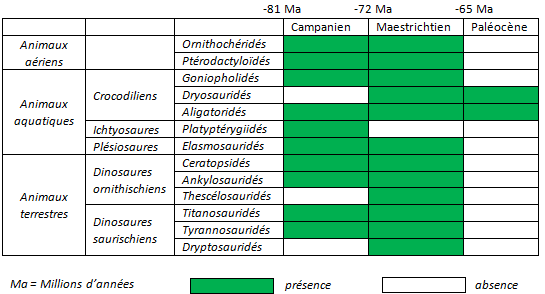 -81 Ma -72 Ma -65 Ma
Campanien Maestrichtien Paléocène
Animaux aériens Ornithochéridés
Ptérodactyloïdés
Animaux aquatiques Crocodiliens Goniopholidés
Dryosauridés
Aligatoridés
Ichtyosaures Platyptérygiidés
Plésiosaures Elasmosauridés
Animaux terrestres Dinosaures ornithischiens Ceratopsidés
Ankylosauridés
Thescélosauridés
Dinosaures saurischiens Titanosauridés
Tyrannosauridés
Dryptosauridés
Ma = Millions d’années présence absence